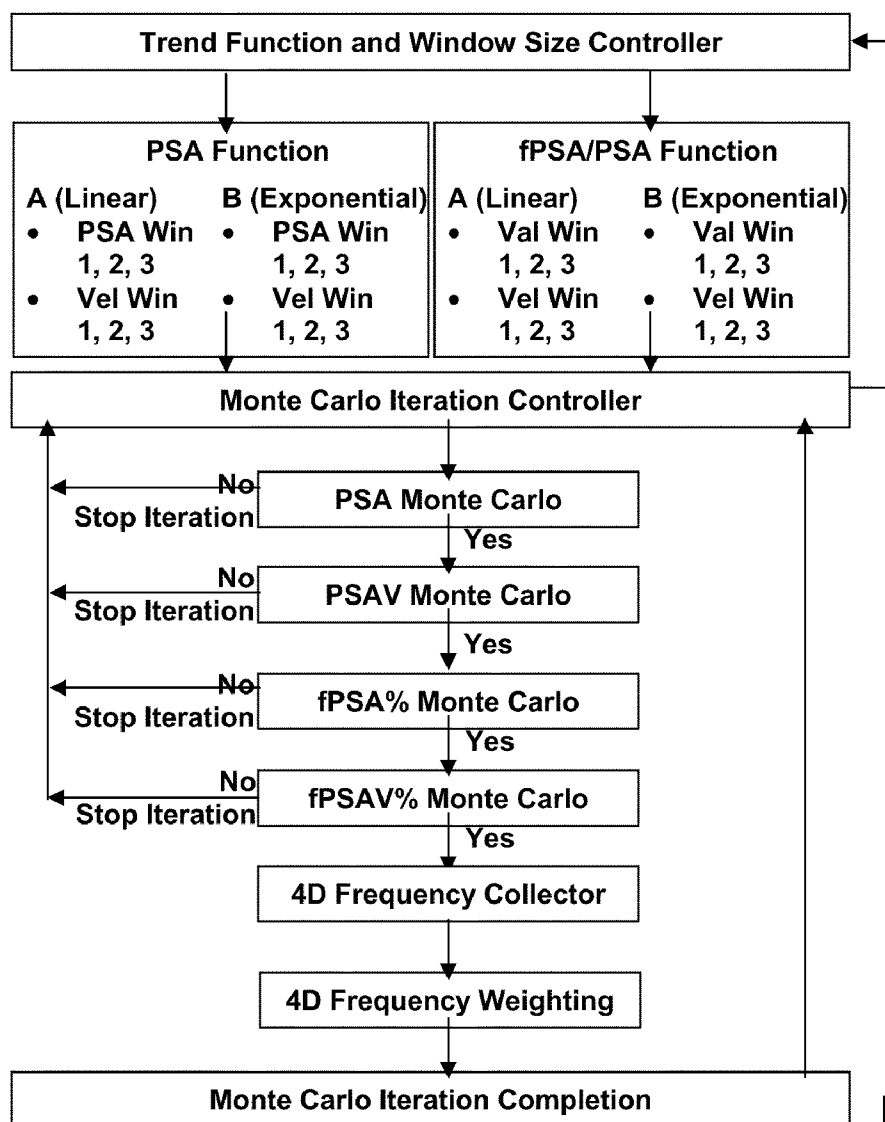 Trend Function and Window Size Controller
PSA Function
A (Linear)
• PSA Win
1, 2, 3
• Vel Win
1, 2, 3
B (Exponential)
• PSA Win
1, 2, 3
• Vel Win
1, 2, 3
fPSA/PSA Function
A (Linear)
• Val Win
1, 2, 3
• Vel Win
1, 2, 3
B (Exponential)
• Val Win
1, 2, 3
• Vel Win
1, 2, 3
Monte Carlo Iteration Controller
No
Stop Iteration
PSA Monte Carlo
Yes
No
Stop Iteration
PSAV Monte Carlo
Yes
No
Stop Iteration
fPSA% Monte Carlo
Yes
No
Stop Iteration
fPSAV% Monte Carlo
Yes
4D Frequency Collector
4D Frequency Weighting
Monte Carlo Iteration Completion